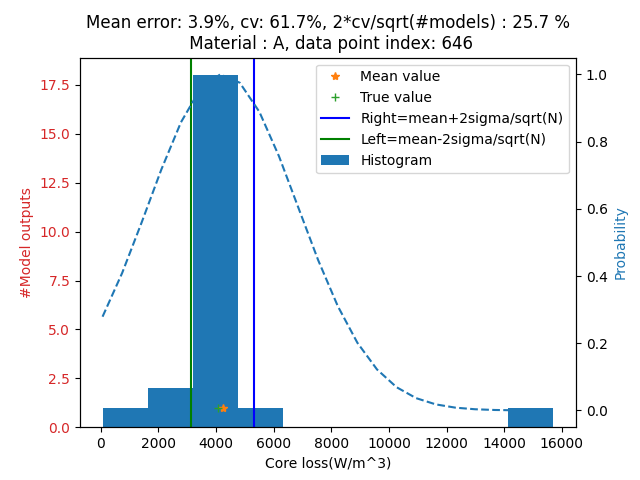 Mean error: 3.9%, cv: 61.7%, 2*cv/sqrt(#models) : 25.7 %
Material : A, data point index: 646
Mean value
True value
Right=mean+2sigma/sqrt(N)
Left=mean-2sigma/sqrt(N)
Histogram
17.5
15.0
12.5
10.0
7.5
5.0
2.5
0.0
#Model outputs
1.0
0.8
0.6
0.4
0.2
0.0
Probability
0 2000 4000 6000 8000 10000 12000 14000 16000
Core loss(W/m^3)